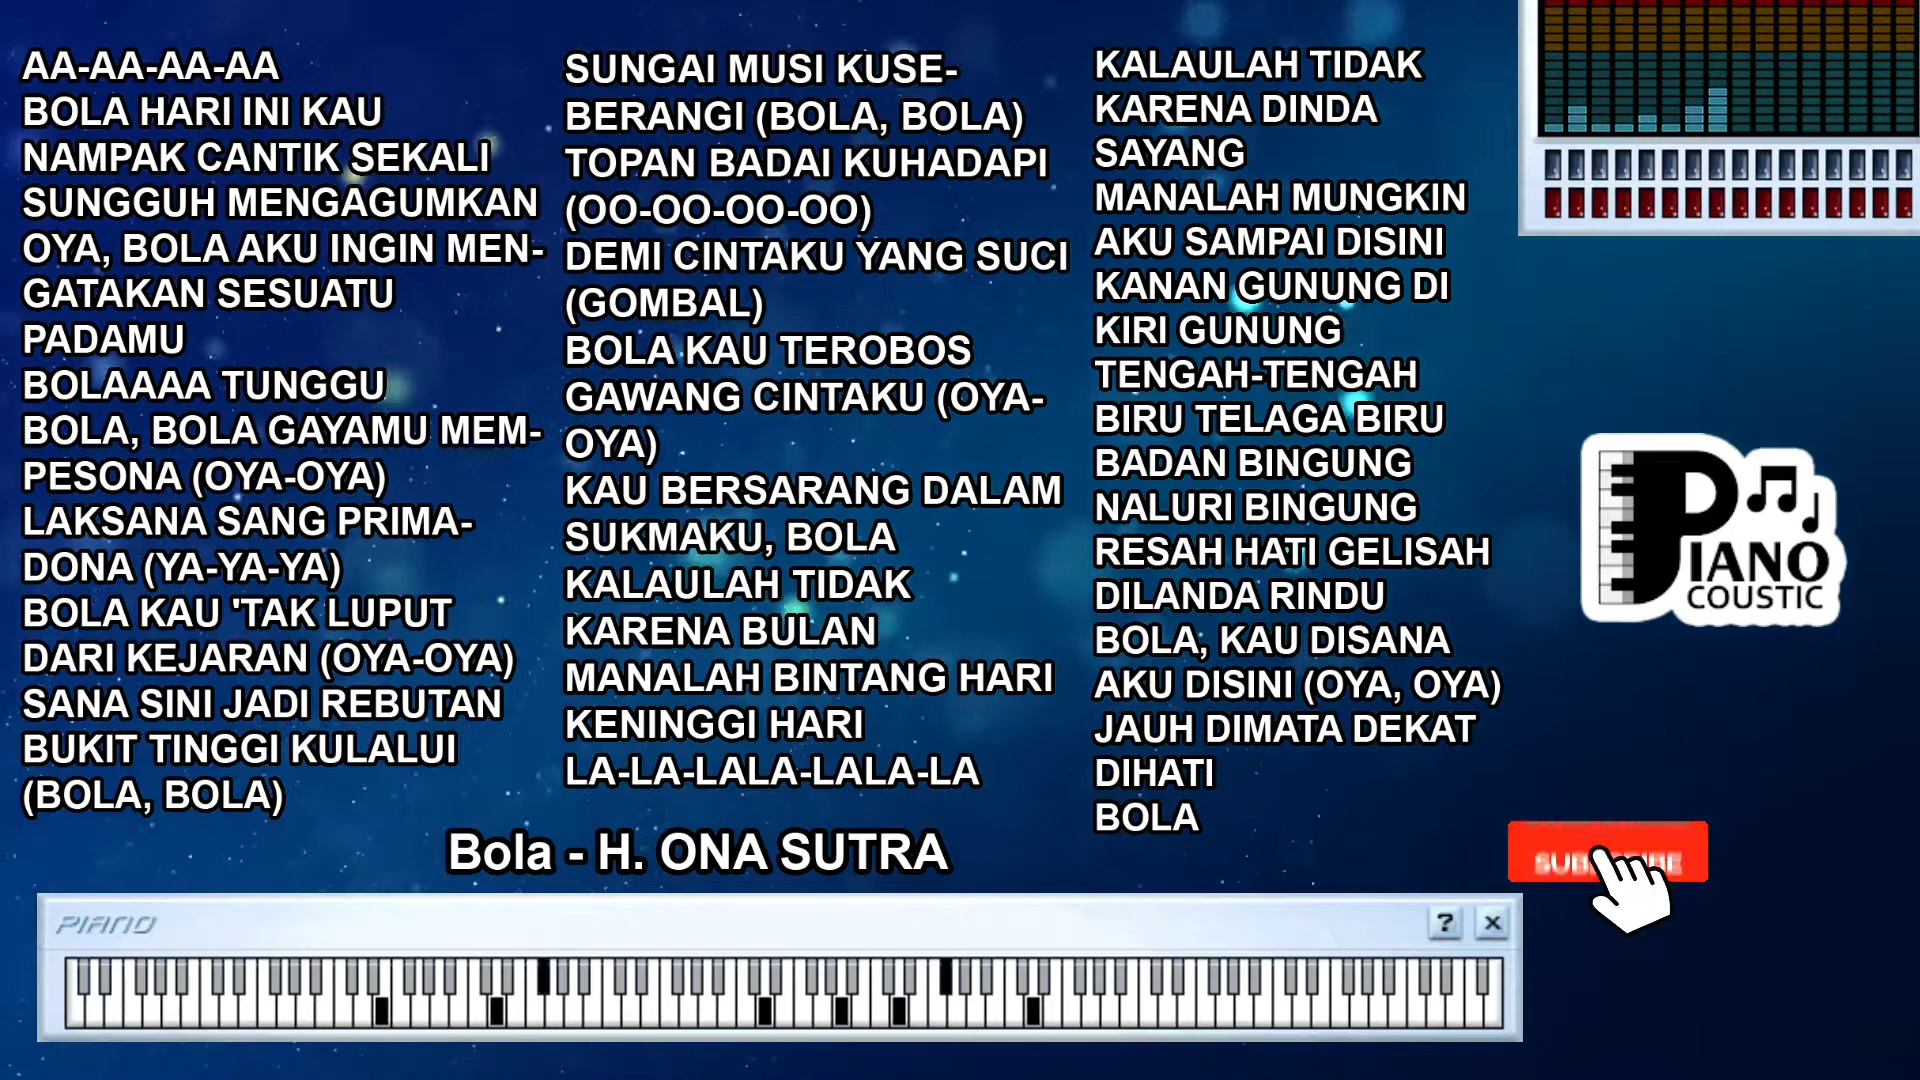 AA-AA-AA-AA
BOLA HARI INI KAU
NAMPAK CANTIK SEKALI
SUNGGUH MENGAGUMKAN
OYA, BOLA AKU INGIN MEN-
GATAKAN SESUATU
PADAMU
BOLAAAA TUNGGU
BOLA, BOLA GAYAMU MEM-
PESONA (OYA-OYA)
LAKSANA SANG PRIMA-
DONA (YA-YA-YA)
BOLA KAU 'TAK LUPUT
DARI KEJARAN (OYA-OYA)
SANA SINI JADI REBUTAN
BUKIT TINGGI KULALUI
(BOLA, BOLA)
SUNGAI MUSI KUSE-
BERANGI (BOLA, BOLA)
TOPAN BADAI KUHADAPI
(OO-OO-OO-OO)
DEMI CINTAKU YANG SUCI
(GOMBAL)
BOLA KAU TEROBOS
GAWANG CINTAKU (OYA-
OYA)
KAU BERSARANG DALAM
SUKMAKU, BOLA
KALAULAH TIDAK
KARENA BULAN
MANALAH BINTANG HARI
KENINGGI HARI
LA-LA-LALA-LALA-LA
KALAULAH TIDAK
KARENA DINDA
SAYANG
MANALAH MUNGKIN
AKU SAMPAI DISINI
KANAN GUNUNG DI
KIRI GUNUNG
TENGAH-TENGAH
BIRU TELAGA BIRU
BADAN BINGUNG
NALURI BINGUNG
RESAH HATI GELISAH
DILANDA RINDU
BOLA, KAU DISANA
AKU DISINI (OYA, OYA)
JAUH DIMATA DEKAT
DIHATI
BOLA
PIANO
COUSTIC
Bola - H. ONA SUTRA
PIANO
? ×